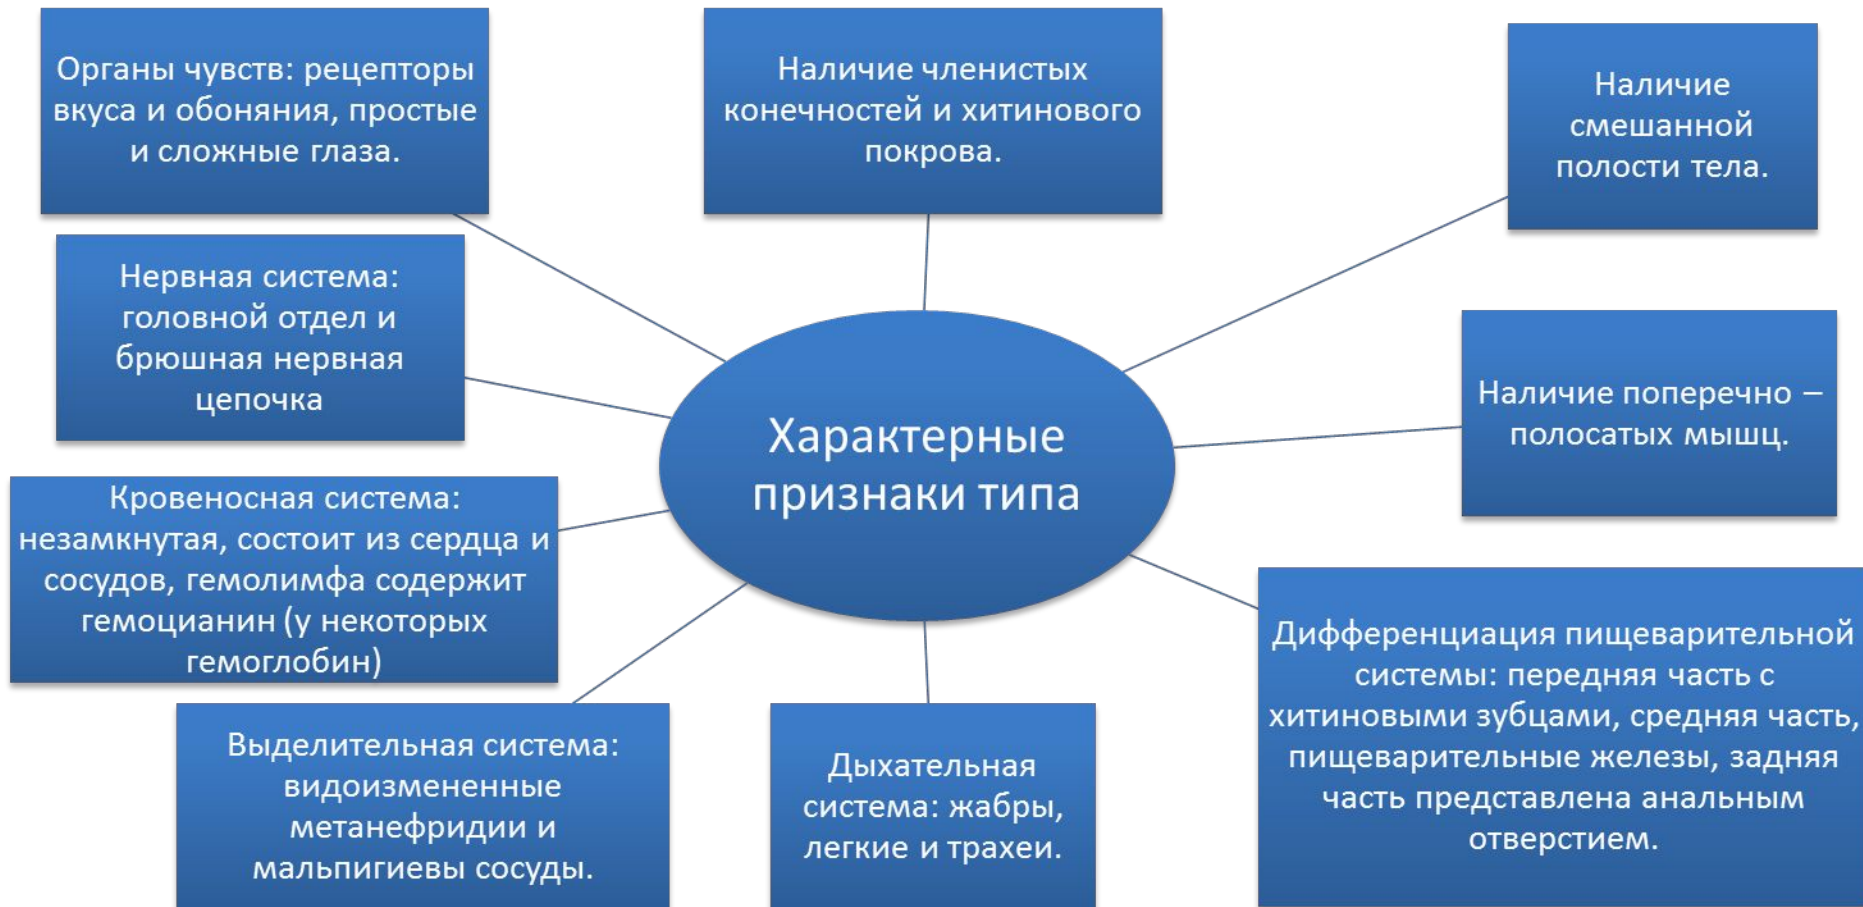 Органы чувств: рецепторы
вкуса и обоняния, простые
и сложные глаза.
Наличие членистых
конечностей и хитинового
покрова.
Наличие
смешанной
полости тела.
Нервная система:
головной отдел и
брюшная нервная
цепочка
Характерные
признаки типа
Наличие поперечно –
полосатых мышц.
Кровеносная система:
незамкнутая, состоит из сердца и
сосудов, гемолимфа содержит
гемоцианин (у некоторых
гемоглобин)
Дифференциация пищеварительной
системы: передняя часть с
хитиновыми зубцами, средняя часть,
пищеварительные железы, задняя
часть представлена анальным
отверстием.
Выделительная система:
видоизмененные
метанефридии и
мальпигиевы сосуды.
Дыхательная
система: жабры,
легкие и трахеи.